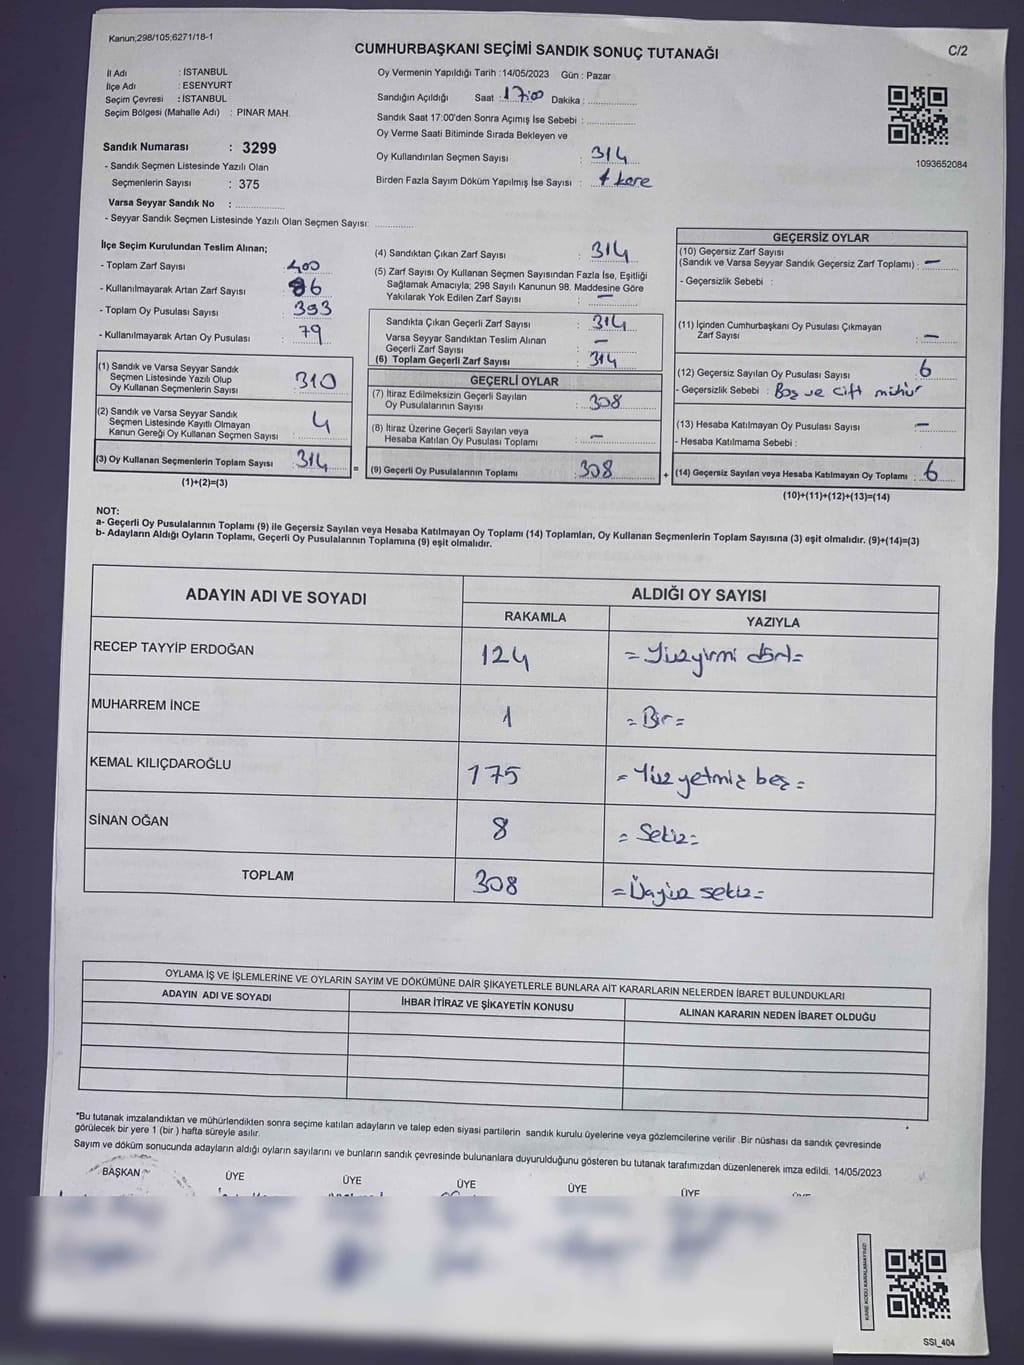 Kanun;298/105;6271/18-1
CUMHURBAŞKANI SEÇİMİ SANDIK SONUÇ TUTANAĞI
C/2
İl Adı : İSTANBUL
İlçe Adı : ESENYURT
Seçim Çevresi : İSTANBUL
Seçim Bölgesi (Mahalle Adı) : PINAR MAH.
Sandık Numarası : 3299
- Sandık Seçmen Listesinde Yazılı Olan
Seçmenlerin Sayısı : 375
Varsa Seyyar Sandık No : ..............
- Seyyar Sandık Seçmen Listesinde Yazılı Olan Seçmen Sayısı: ..............
Oy Vermenin Yapıldığı Tarih : 14/05/2023 Gün : Pazar
Sandığın Açıldığı Saat : 17:00 Dakika : ..............
Sandık Saat 17:00'den Sonra Açımış İse Sebebi : ..............
Oy Verme Saati Bitiminde Sırada Bekleyen ve
Oy Kullandırılan Seçmen Sayısı : 314
Birden Fazla Sayım Döküm Yapılmış İse Sayısı : 1 kere
1093652084
İlçe Seçim Kurulundan Teslim Alınan;
- Toplam Zarf Sayısı : 400
- Kullanılmayarak Artan Zarf Sayısı : 86
- Toplam Oy Pusulası Sayısı : 393
- Kullanılmayarak Artan Oy Pusulası : 79
(1) Sandık ve Varsa Seyyar Sandık
Seçmen Listesinde Yazılı Olup
Oy Kullanan Seçmenlerin Sayısı : 310
(2) Sandık ve Varsa Seyyar Sandık
Seçmen Listesinde Kayıtlı Olmayan
Kanun Gereği Oy Kullanan Seçmen Sayısı : 4
(3) Oy Kullanan Seçmenlerin Toplam Sayısı : 314
(1)+(2)=(3)
=
(4) Sandıktan Çıkan Zarf Sayısı : 314
(5) Zarf Sayısı Oy Kullanan Seçmen Sayısından Fazla İse, Eşitliği
Sağlamak Amacıyla; 298 Sayılı Kanunun 98. Maddesine Göre
Yakılarak Yok Edilen Zarf Sayısı : —
Sandıkta Çıkan Geçerli Zarf Sayısı : 314
Varsa Seyyar Sandıktan Teslim Alınan
Geçerli Zarf Sayısı : —
(6) Toplam Geçerli Zarf Sayısı : 314
GEÇERLİ OYLAR
(7) İtiraz Edilmeksizin Geçerli Sayılan
Oy Pusulalarının Sayısı : 308
(8) İtiraz Üzerine Geçerli Sayılan veya
Hesaba Katılan Oy Pusulası Toplamı : —
(9) Geçerli Oy Pusulalarının Toplamı : 308
+
GEÇERSİZ OYLAR
(10) Geçersiz Zarf Sayısı
(Sandık ve Varsa Seyyar Sandık Geçersiz Zarf Toplamı) : —
- Geçersizlik Sebebi :
(11) İçinden Cumhurbaşkanı Oy Pusulası Çıkmayan
Zarf Sayısı : —
(12) Geçersiz Sayılan Oy Pusulası Sayısı : 6
- Geçersizlik Sebebi : Boş ve Çift mühür
(13) Hesaba Katılmayan Oy Pusulası Sayısı : —
- Hesaba Katılmama Sebebi :
(14) Geçersiz Sayılan veya Hesaba Katılmayan Oy Toplamı : 6
(10)+(11)+(12)+(13)=(14)
NOT:
a- Geçerli Oy Pusulalarının Toplamı (9) ile Geçersiz Sayılan veya Hesaba Katılmayan Oy Toplamı (14) Toplamları, Oy Kullanan Seçmenlerin Toplam Sayısına (3) eşit olmalıdır. (9)+(14)=(3)
b- Adayların Aldığı Oyların Toplamı, Geçerli Oy Pusulalarının Toplamına (9) eşit olmalıdır.
ADAYIN ADI VE SOYADI ALDIĞI OY SAYISI
RAKAMLA YAZIYLA
RECEP TAYYİP ERDOĞAN 124 = Yüzyirmi dört =
MUHARREM İNCE 1 = Bir =
KEMAL KILIÇDAROĞLU 175 = Yüz yetmiş beş =
SİNAN OĞAN 8 = Sekiz =
TOPLAM 308 = Üçyüz sekiz =
OYLAMA İŞ VE İŞLEMLERİNE VE OYLARIN SAYIM VE DÖKÜMÜNE DAİR ŞİKAYETLERLE BUNLARA AİT KARARLARIN NELERDEN İBARET BULUNDUKLARI
ADAYIN ADI VE SOYADI İHBAR İTİRAZ VE ŞİKAYETİN KONUSU ALINAN KARARIN NEDEN İBARET OLDUĞU
*Bu tutanak imzalandıktan ve mühürlendikten sonra seçime katılan adayların ve talep eden siyasi partilerin sandık kurulu üyelerine veya gözlemcilerine verilir .Bir nüshası da sandık çevresinde
görülecek bir yere 1 (bir ) hafta süreyle asılır.
Sayım ve döküm sonucunda adayların aldığı oyların sayılarını ve bunların sandık çevresinde bulunanlara duyurulduğunu gösteren bu tutanak tarafımızdan düzenlenerek imza edildi. 14/05/2023
BAŞKAN ÜYE ÜYE ÜYE ÜYE ÜYE
SSI_404